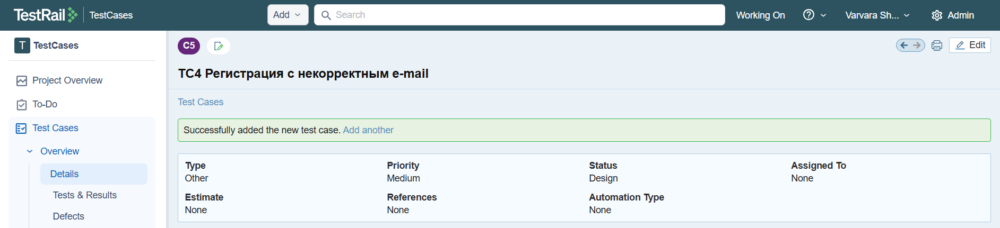 TestRail TestCases Add Search Working On Varvara Sh... Admin
T TestCases
C5
Edit
TC4 Регистрация с некорректным e-mail
Project Overview
To-Do
Test Cases
Overview
Details
Tests & Results
Defects
Test Cases
Successfully added the new test case. Add another
Type Priority Status Assigned To
Other Medium Design None
Estimate References Automation Type
None None None